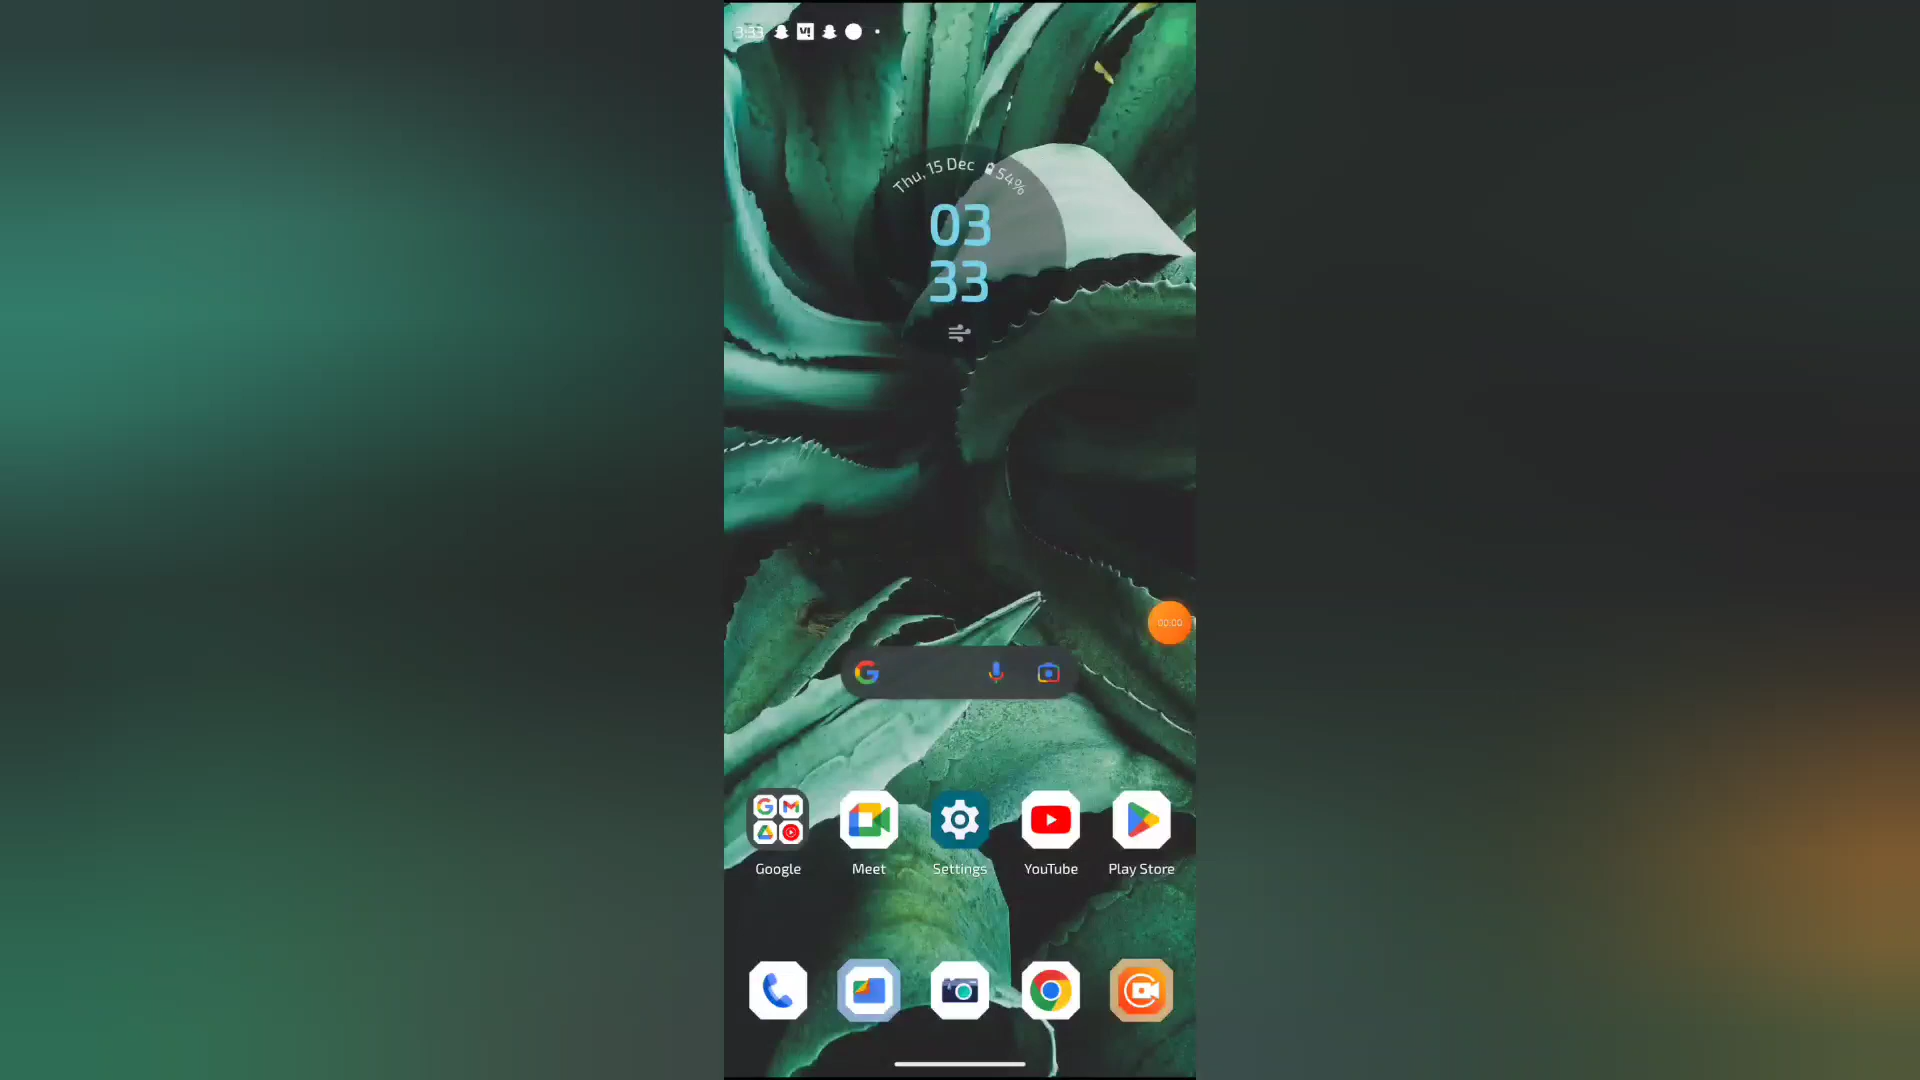 3:33
Thu, 15 Dec 54%
03
33
00:00
Google
Meet
Settings
YouTube
Play Store